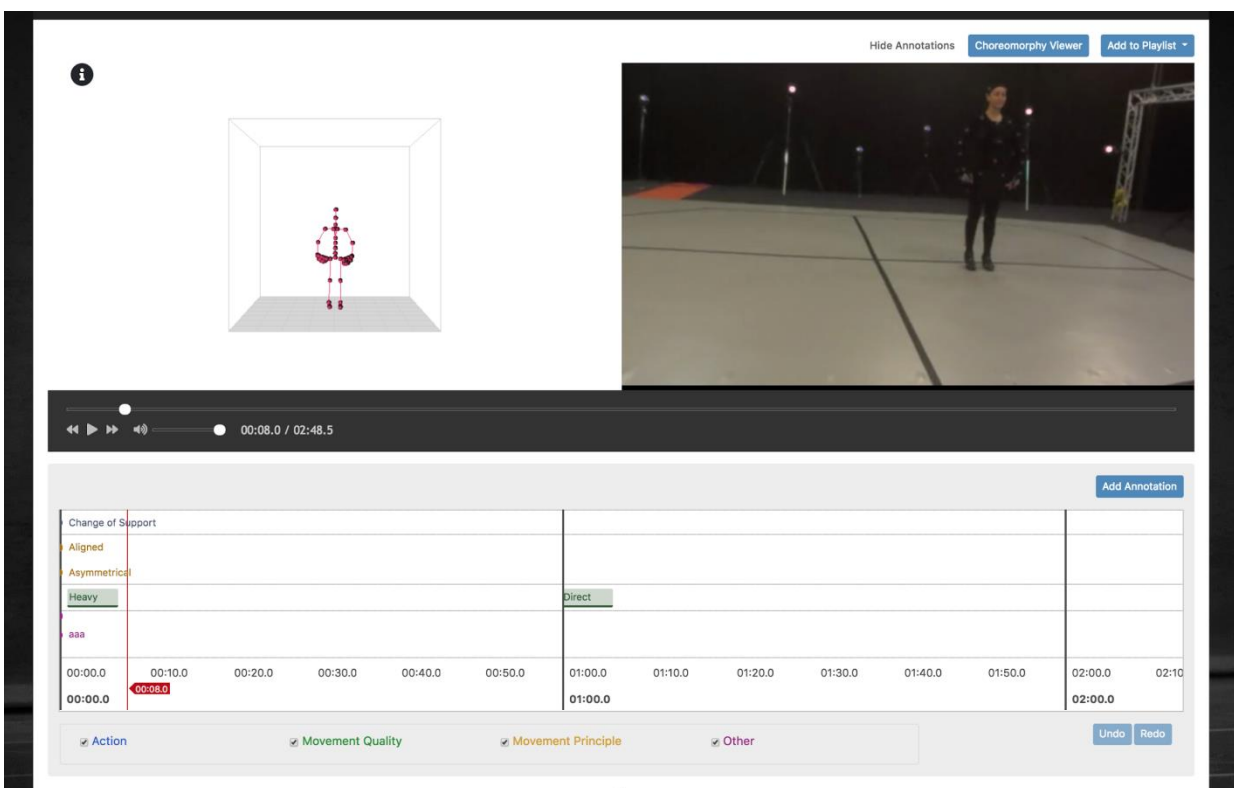 Hide Annotations Choreomorphy Viewer Add to Playlist
i
00:08.0 / 02:48.5
Add Annotation
Change of Support
Aligned
Asymmetrical
Heavy Direct
aaa
00:00.0 00:10.0 00:20.0 00:30.0 00:40.0 00:50.0 01:00.0 01:10.0 01:20.0 01:30.0 01:40.0 01:50.0 02:00.0 02:10
00:08.0
00:00.0 01:00.0 02:00.0
Action Movement Quality Movement Principle Other Undo Redo